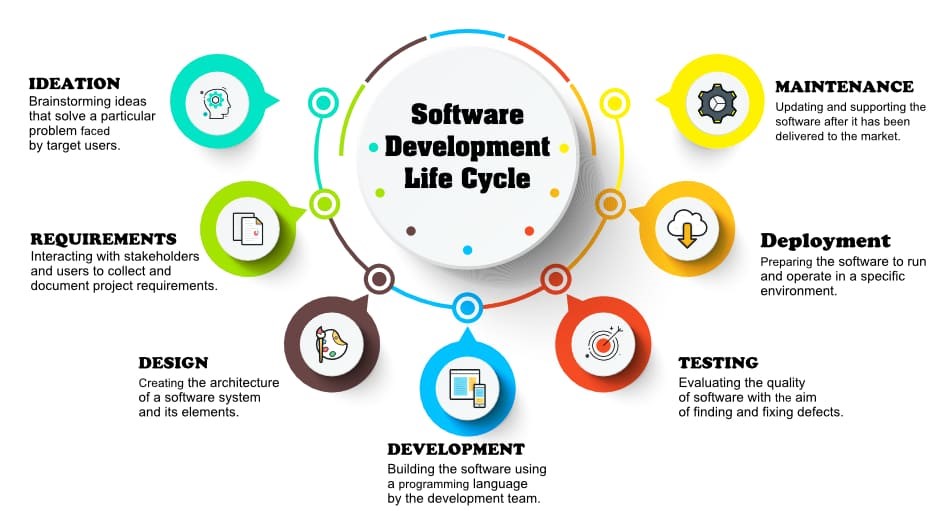 Software
Development
Life Cycle
IDEATION
Brainstorming ideas
that solve a particular
problem faced
by target users.
REQUIREMENTS
Interacting with stakeholders
and users to collect and
document project requirements.
DESIGN
Creating the architecture
of a software system
and its elements.
DEVELOPMENT
Building the software using
a programming language
by the development team.
TESTING
Evaluating the quality
of software with the aim
of finding and fixing defects.
Deployment
Preparing the software to run
and operate in a specific
environment.
MAINTENANCE
Updating and supporting the
software after it has been
delivered to the market.